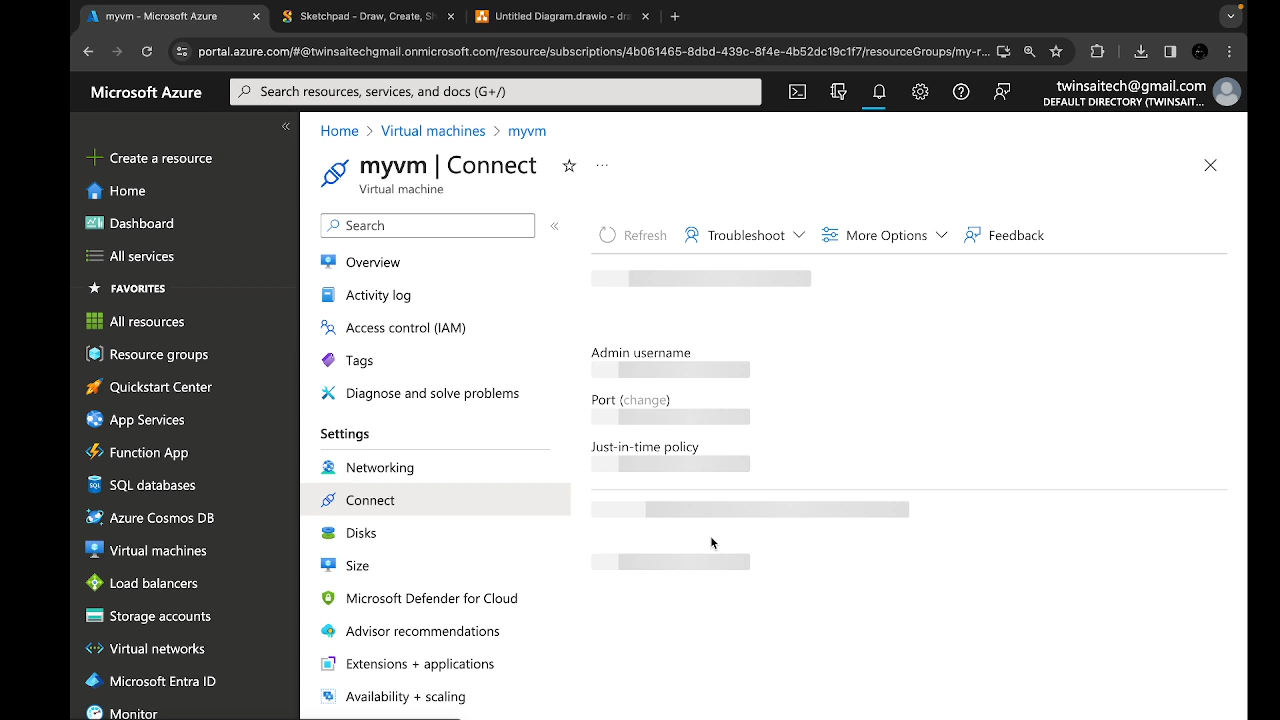 myvm - Microsoft Azure
Sketchpad - Draw, Create, Sh
Untitled Diagram.drawio - dra
portal.azure.com/#@twinsaitechgmail.onmicrosoft.com/resource/subscriptions/4b061465-8dbd-439c-8f4e-4b523c19c1f7/resourceGroups/my-r...
Microsoft Azure
Search resources, services, and docs (G+/)
twinsaitech@gmail.com
DEFAULT DIRECTORY (TWINSAIT...
Create a resource
Home
Dashboard
All services
FAVORITES
All resources
Resource groups
Quickstart Center
App Services
Function App
SQL databases
Azure Cosmos DB
Virtual machines
Load balancers
Storage accounts
Virtual networks
Microsoft Entra ID
Monitor
Home > Virtual machines > myvm
myvm | Connect
Virtual machine
Search
Overview
Activity log
Access control (IAM)
Tags
Diagnose and solve problems
Settings
Networking
Connect
Disks
Size
Microsoft Defender for Cloud
Advisor recommendations
Extensions + applications
Availability + scaling
Refresh
Troubleshoot
More Options
Feedback
Admin username
Port (change)
Just-in-time policy